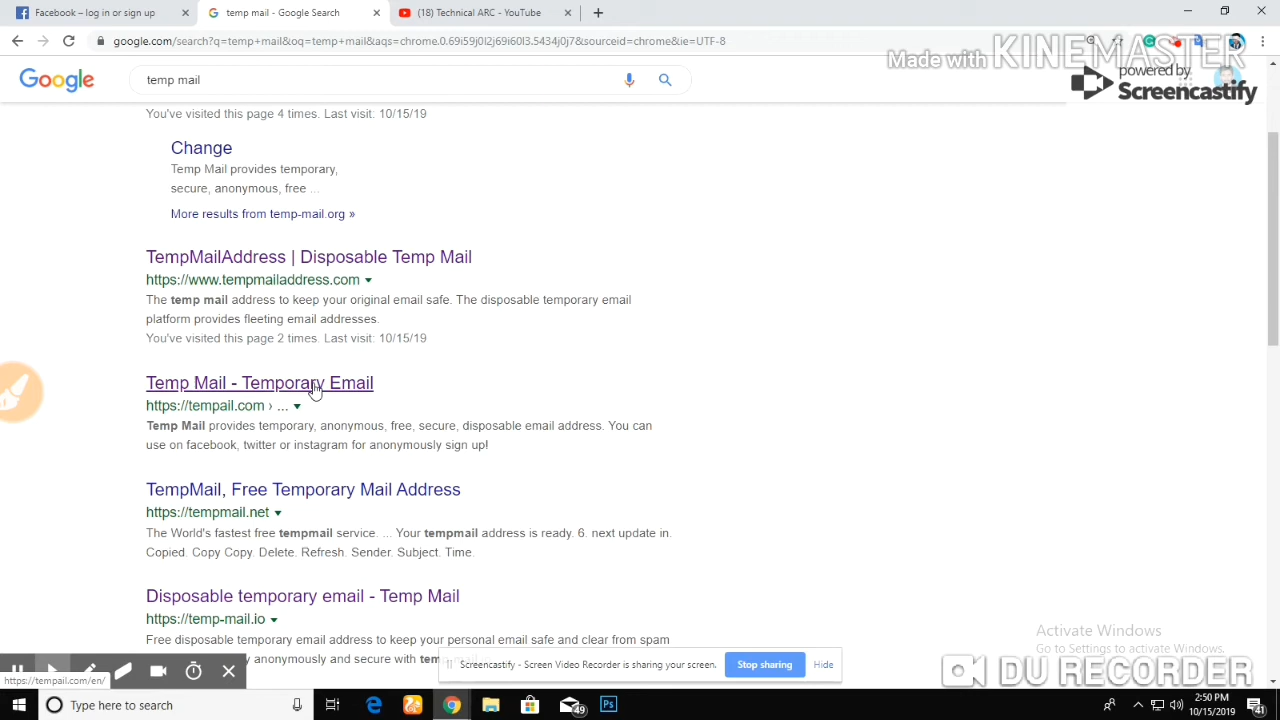 Facebook – log in or sign up
temp mail - Google Search
(18) Technical ARC - YouTube
google.com/search?q=temp+mail&oq=temp+mail&aqs=chrome.0.69i59j0l2j69i60l3.5434j0j7&sourceid=chrome&ie=UTF-8
Made with KINEMASTER
Google
temp mail
powered by
Screencastify
You've visited this page 4 times. Last visit: 10/15/19
Change
Temp Mail provides temporary,
secure, anonymous, free ...
More results from temp-mail.org »
TempMailAddress | Disposable Temp Mail
https://www.tempmailaddress.com
The temp mail address to keep your original email safe. The disposable temporary email
platform provides fleeting email addresses.
You've visited this page 2 times. Last visit: 10/15/19
Temp Mail - Temporary Email
https://tempail.com › ...
Temp Mail provides temporary, anonymous, free, secure, disposable email address. You can
use on facebook, twitter or instagram for anonymously sign up!
TempMail, Free Temporary Mail Address
https://tempmail.net
The World's fastest free tempmail service. ... Your tempmail address is ready. 6. next update in.
Copied. Copy Copy. Delete. Refresh. Sender. Subject. Time.
Disposable temporary email - Temp Mail
https://temp-mail.io
Free disposable temporary email address to keep your personal email safe and clear from spam
y anonymously and secure with
Activate Windows
Go to Settings to activate Windows.
Screencastify - Screen Video Recorder is sharing your screen.
Stop sharing
Hide
DU RECORDER
https://tempail.com/en/
Type here to search
49
2:50 PM
10/15/2019
41